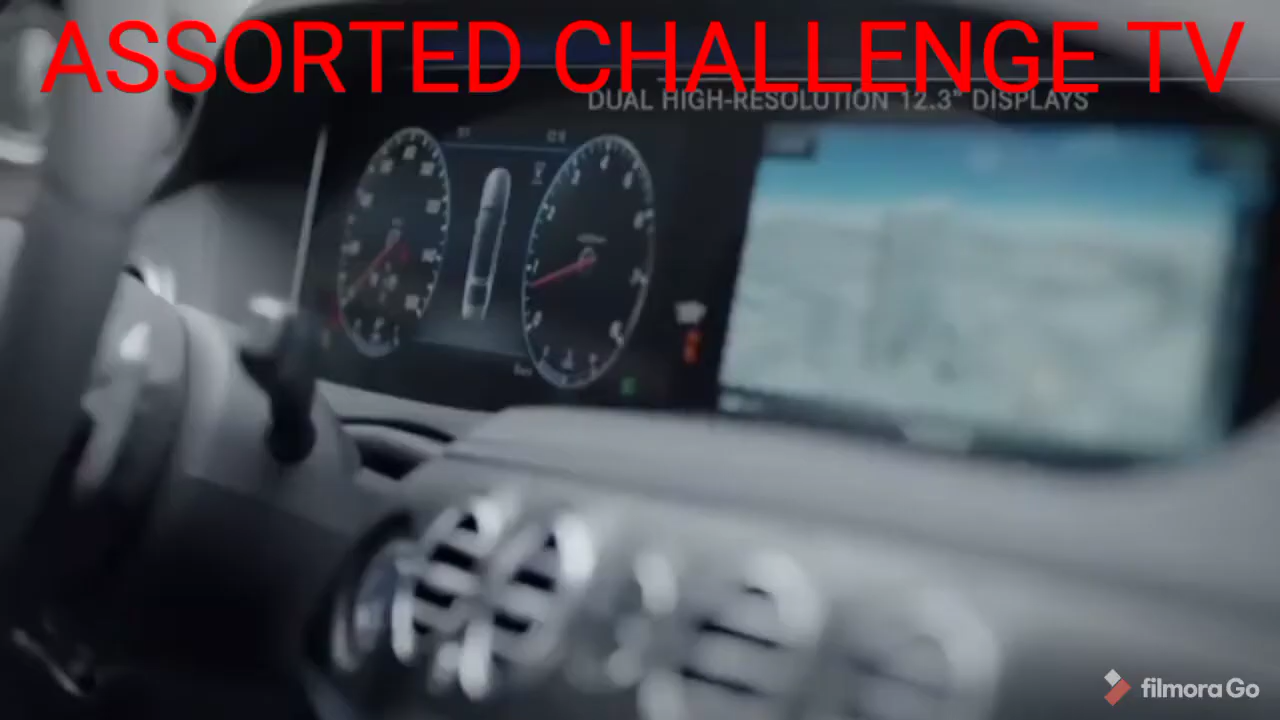 ASSORTED CHALLENGE TV
DUAL HIGH-RESOLUTION 12.3" DISPLAYS
filmora Go